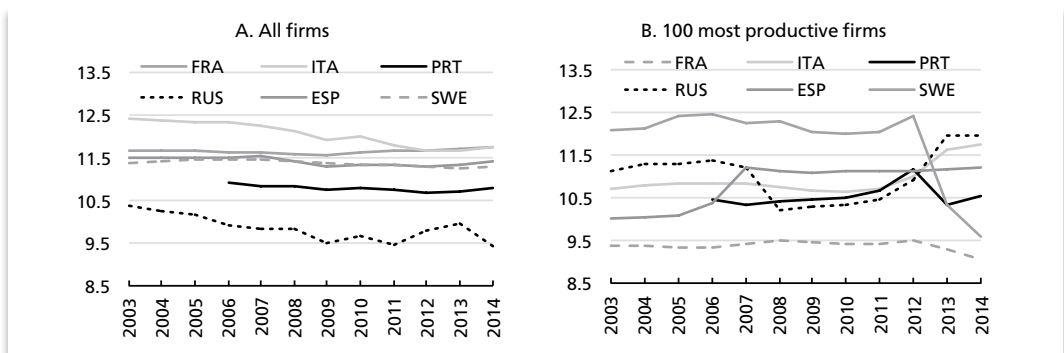 A. All firms
FRA ITA PRT
RUS ESP SWE
13.5
12.5
11.5
10.5
9.5
8.5
2003 2004 2005 2006 2007 2008 2009 2010 2011 2012 2013 2014
B. 100 most productive firms
FRA ITA PRT
RUS ESP SWE
13.5
12.5
11.5
10.5
9.5
8.5
2003 2004 2005 2006 2007 2008 2009 2010 2011 2012 2013 2014